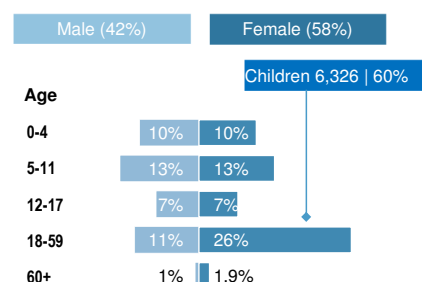 Male (42%) Female (58%)
Children 6,326 | 60%
Age
0-4 10% 10%
5-11 13% 13%
12-17 7% 7%
18-59 11% 26%
60+ 1% 1.9%